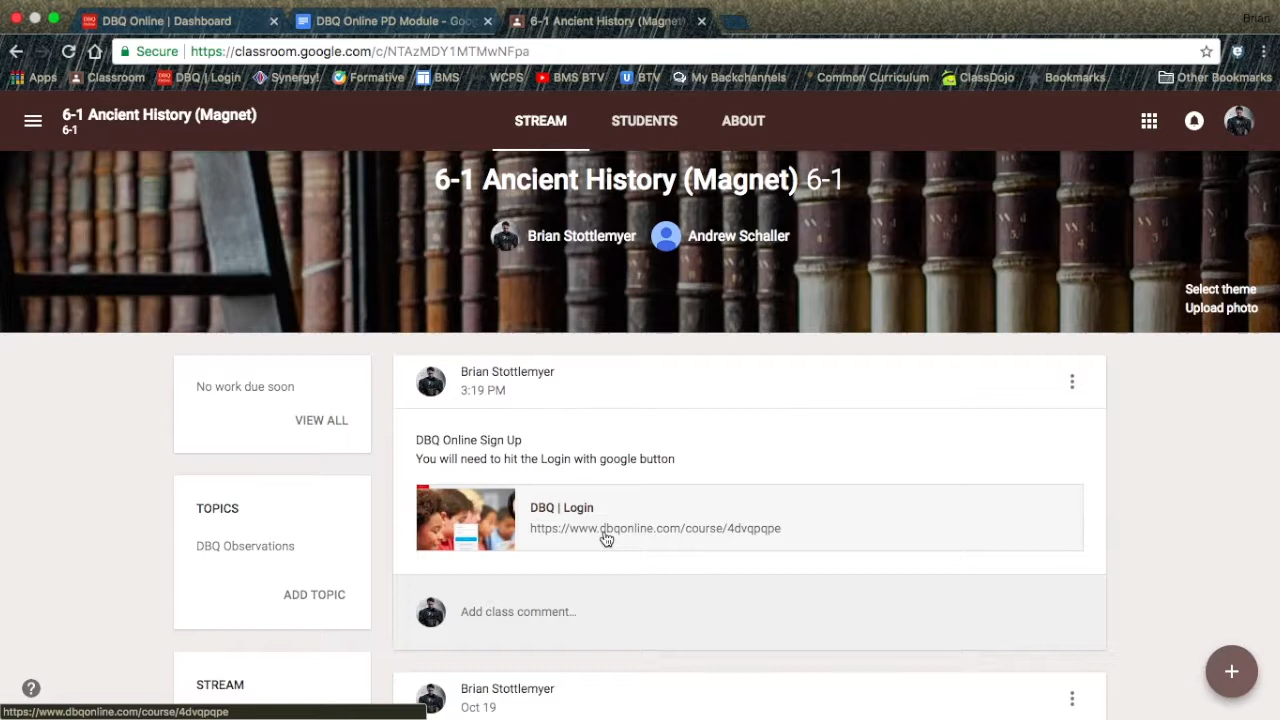 DBQ Online | Dashboard
DBQ Online PD Module - Goo
6-1 Ancient History (Magnet)
Brian
Secure
https://classroom.google.com/c/NTAzMDY1MTMwNFpa
Apps
Classroom
DBQ | Login
Synergy!
Formative
BMS
WCPS
BMS BTV
BTV
My Backchannels
Common Curriculum
ClassDojo
Bookmarks
Other Bookmarks
6-1 Ancient History (Magnet)
6-1
STREAM
STUDENTS
ABOUT
6-1 Ancient History (Magnet) 6-1
Brian Stottlemyer
Andrew Schaller
Select theme
Upload photo
No work due soon
VIEW ALL
TOPICS
DBQ Observations
ADD TOPIC
STREAM
Brian Stottlemyer
3:19 PM
DBQ Online Sign Up
You will need to hit the Login with google button
DBQ | Login
https://www.dbqonline.com/course/4dvqpqpe
Add class comment...
Brian Stottlemyer
Oct 19
https://www.dbqonline.com/course/4dvqpqpe